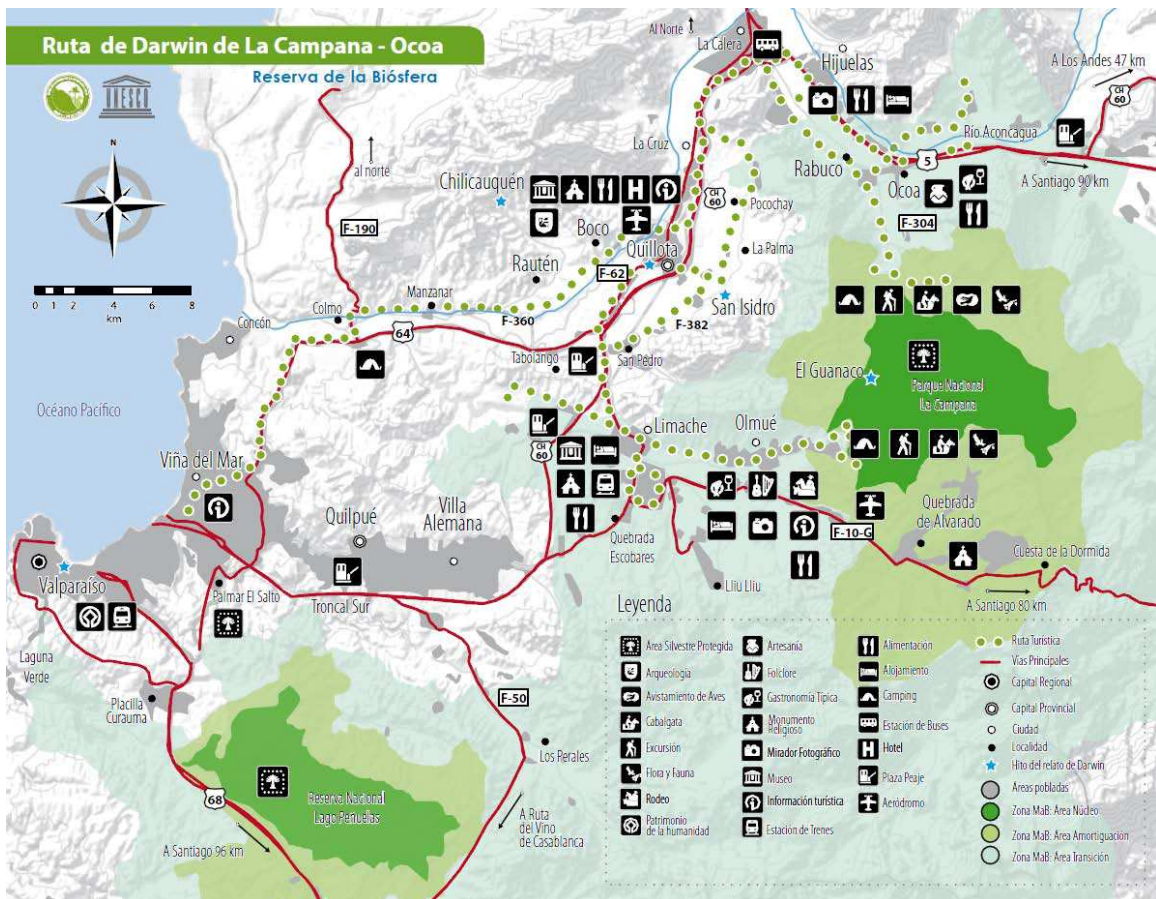 Ruta de Darwin de La Campana - Ocoa
Reserva de la Biósfera
UNESCO
N
0 2 4 6 8
km
Al Norte
La Calera
Hijuelas
A Los Andes 47 km
CH 60
Río Aconcagua
5
A Santiago 90 km
Rabuco
Ocoa
F-304
La Cruz
CH 60
Pocochay
La Palma
al norte
F-190
Chilicauquén
H
Boco
Rautén
Quillota
F-62
San Isidro
Manzanar
Colmo
Concón
F-360
F-382
64
Tabolango
San Pedro
El Guanaco
Parque Nacional
La Campana
Océano Pacífico
Viña del Mar
CH 60
Limache
Olmué
Quilpué
Villa
Alemana
Quebrada
Escobares
F-10-G
Quebrada
de Alvarado
Cuesta de la Dormida
A Santiago 80 km
Lliu Lliu
Valparaíso
Palmar El Salto
Troncal Sur
Laguna
Verde
Placilla
Curauma
F-50
Los Perales
68
A Santiago 96 km
Reserva Nacional
Lago Peñuelas
A Ruta
del Vino
de Casablanca
Leyenda
Area Silvestre Protegida
Arqueología
Avistamiento de Aves
Cabalgata
Excursión
Flora y Fauna
Rodeo
Patrimonio
de la humanidad
Artesanía
Folclore
Gastronomía Típica
Monumento
Religioso
Mirador Fotográfico
Museo
Información turística
Estación de Trenes
Alimentación
Alojamiento
Camping
Estación de Buses
H Hotel
Plaza Peaje
Aeródromo
Ruta Turística
Vías Principales
Capital Regional
Capital Provincial
Ciudad
Localidad
Hito del relato de Darwin
Areas pobladas
Zona MaB: Area Núcleo
Zona MaB: Area Amortiguación
Zona MaB: Area Transición